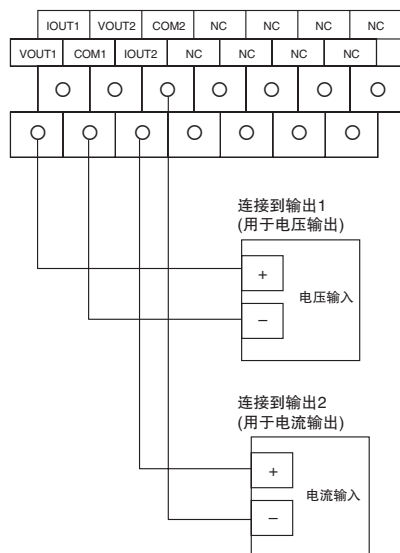 IOUT1 VOUT2 COM2 NC NC NC NC
VOUT1 COM1 IOUT2 NC NC NC NC
连接到输出1
(用于电压输出)
+
电压输入
−
连接到输出2
(用于电流输出)
+
电流输入
−